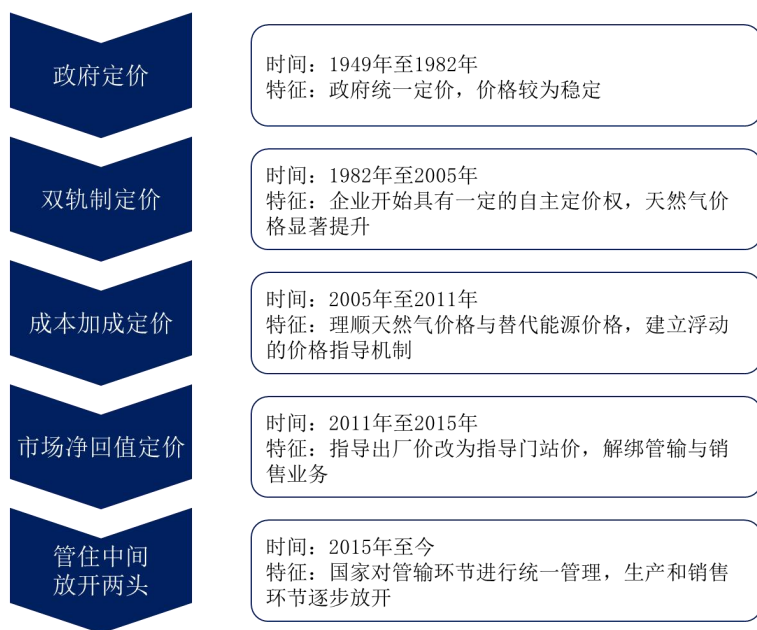 政府定价
时间：1949年至1982年
特征：政府统一定价，价格较为稳定
双轨制定价
时间：1982年至2005年
特征：企业开始具有一定的自主定价权，天然气价
格显著提升
成本加成定价
时间：2005年至2011年
特征：理顺天然气价格与替代能源价格，建立浮动
的价格指导机制
市场净回值定价
时间：2011年至2015年
特征：指导出厂价改为指导门站价，解绑管输与销
售业务
管住中间
放开两头
时间：2015年至今
特征：国家对管输环节进行统一管理，生产和销售
环节逐步放开